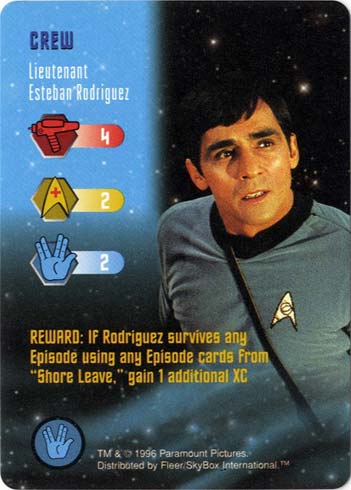 CREW
Lieutenant
Esteban Rodriguez
4
2
2
REWARD: If Rodriguez survives any
Episode using any Episode cards from
“Shore Leave,” gain 1 additional XC
TM & © 1996 Paramount Pictures.
Distributed by Fleer/SkyBox International.™